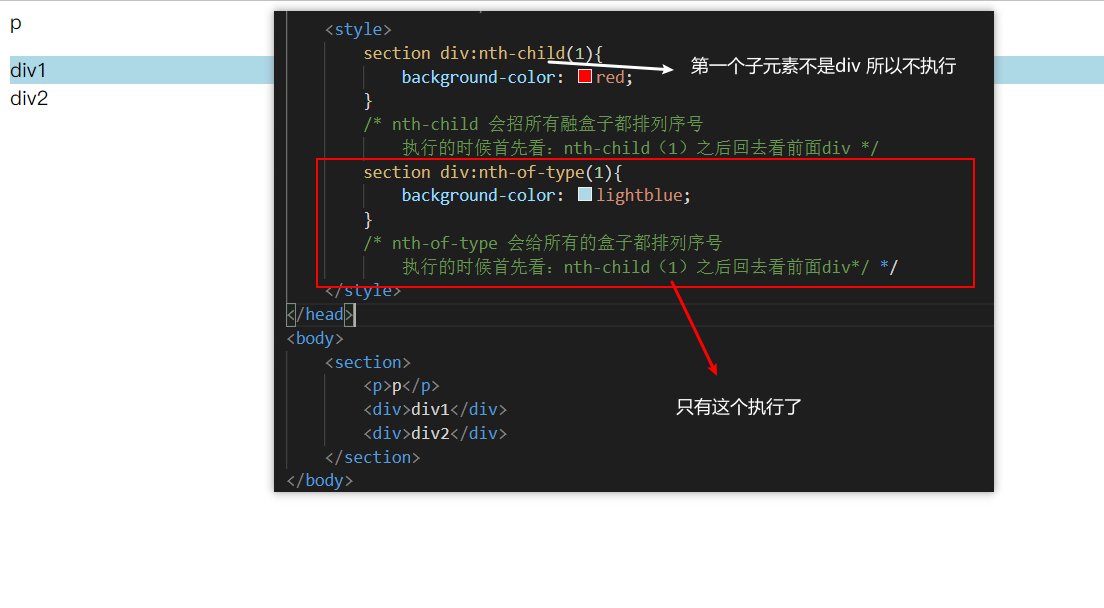 p
div1
div2
<style>
section div:nth-child(1){
background-color: red;
}
/* nth-child 会招所有融盒子都排列序号
执行的时候首先看：nth-child（1）之后回去看前面div */
section div:nth-of-type(1){
background-color: lightblue;
}
/* nth-of-type 会给所有的盒子都排列序号
执行的时候首先看：nth-child（1）之后回去看前面div*/ */
</style>
</head>
<body>
<section>
<p>p</p>
<div>div1</div>
<div>div2</div>
</section>
</body>
第一个子元素不是div 所以不执行
只有这个执行了